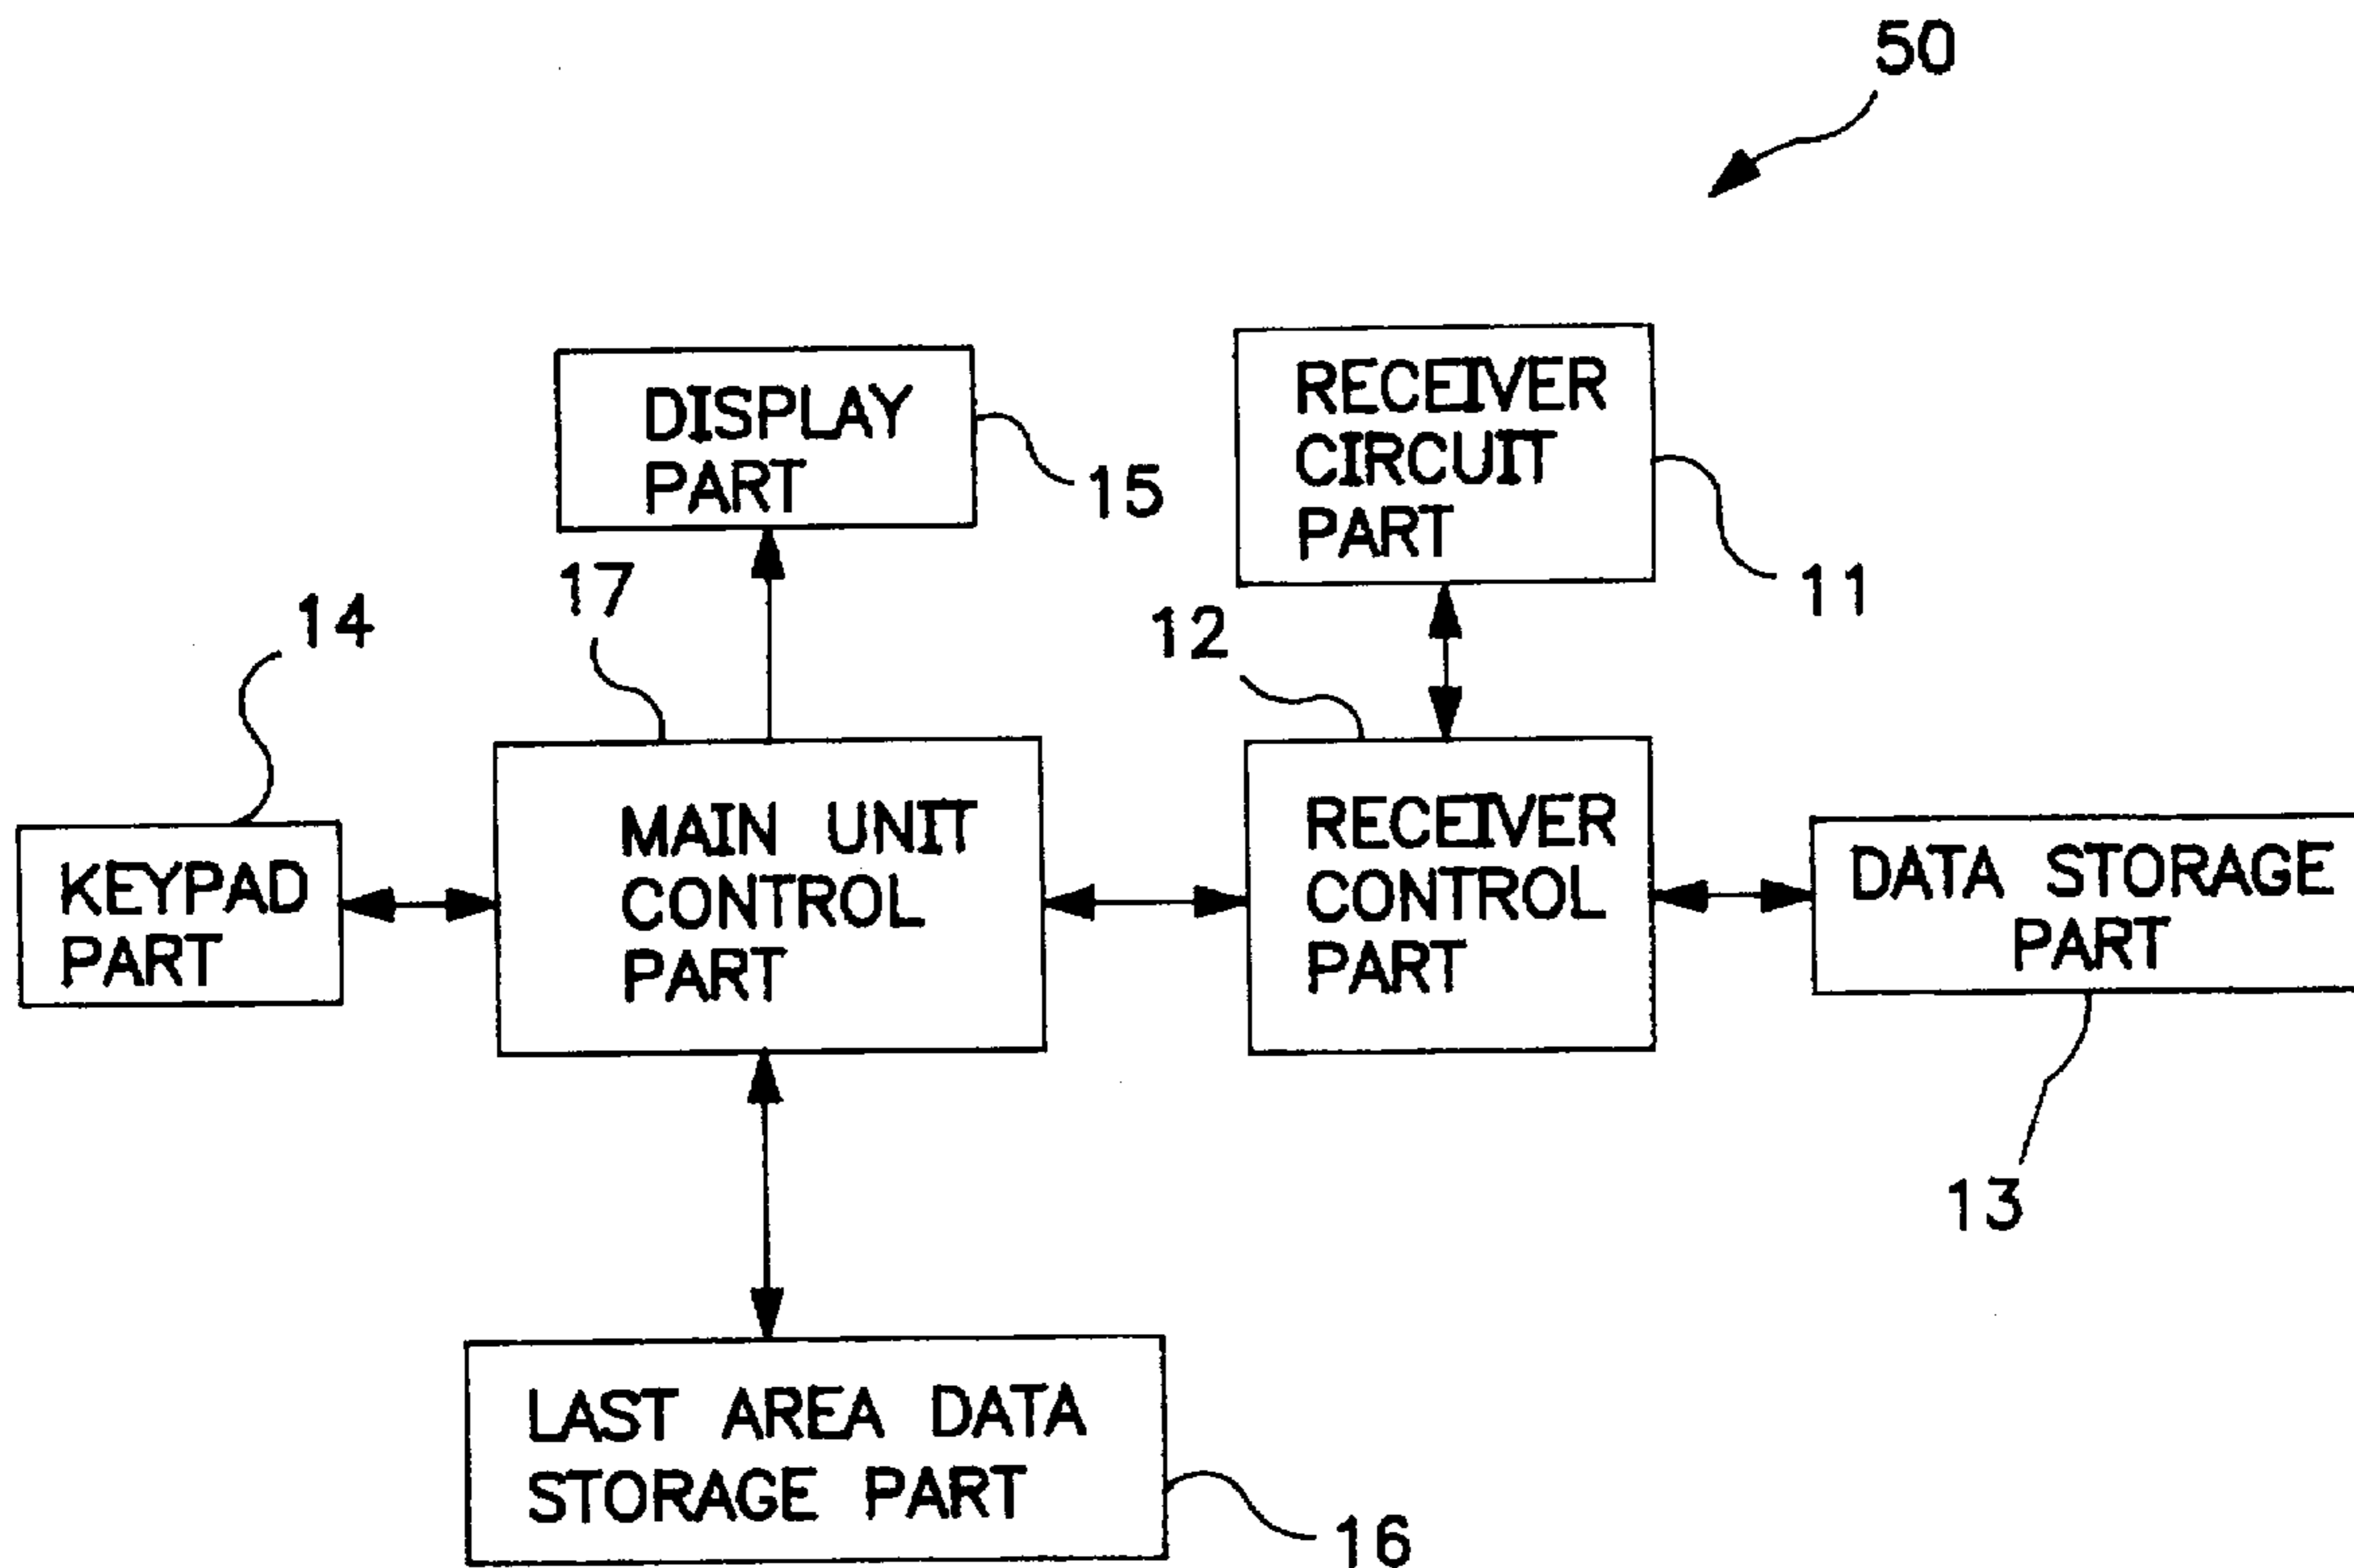 50
DISPLAY
PART
15
RECEIVER
CIRCUIT
PART
11
17
14
12
KEYPAD
PART
MAIN UNIT
CONTROL
PART
RECEIVER
CONTROL
PART
DATA STORAGE
PART
13
LAST AREA DATA
STORAGE PART
16